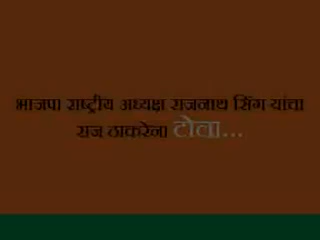 भाजपा राष्ट्रीय अध्यक्ष राजनाथ सिंग यांचा
राज ठाकरेंना टोला...